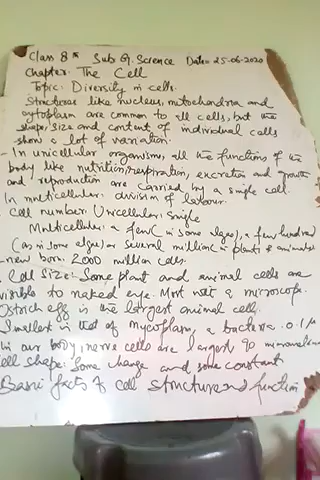 Class 8th Sub G. Science Date - 25-06-2020
Chapter: The Cell
Topic: Diversity in cells.
Structures like nucleus, mitochondria and
cytoplasm are common to all cells, but the
shape, size and content of individual cells
show a lot of variation.
- In unicellular organisms, all the functions of the
body like nutrition, respiration, excretion and growth
and reproduction are carried by a single cell.
In multicellular: division of labour.
Cell number: Unicellular: Single
Multicellular: a few (in some algae), a few hundred
(as in some algae) or several million - plants & animals
- new born: 2000 million cells.
Cell Size: Some plant and animal cells are
visible to naked eye. Most need a microscope.
Ostrich egg is the largest animal cell.
Smallest is that of mycoplasm, a bacteria. 0.1 μ
In our body, nerve cells are largest 90
Cell shape: Some change and some constant
Basic facts of cell structure and function